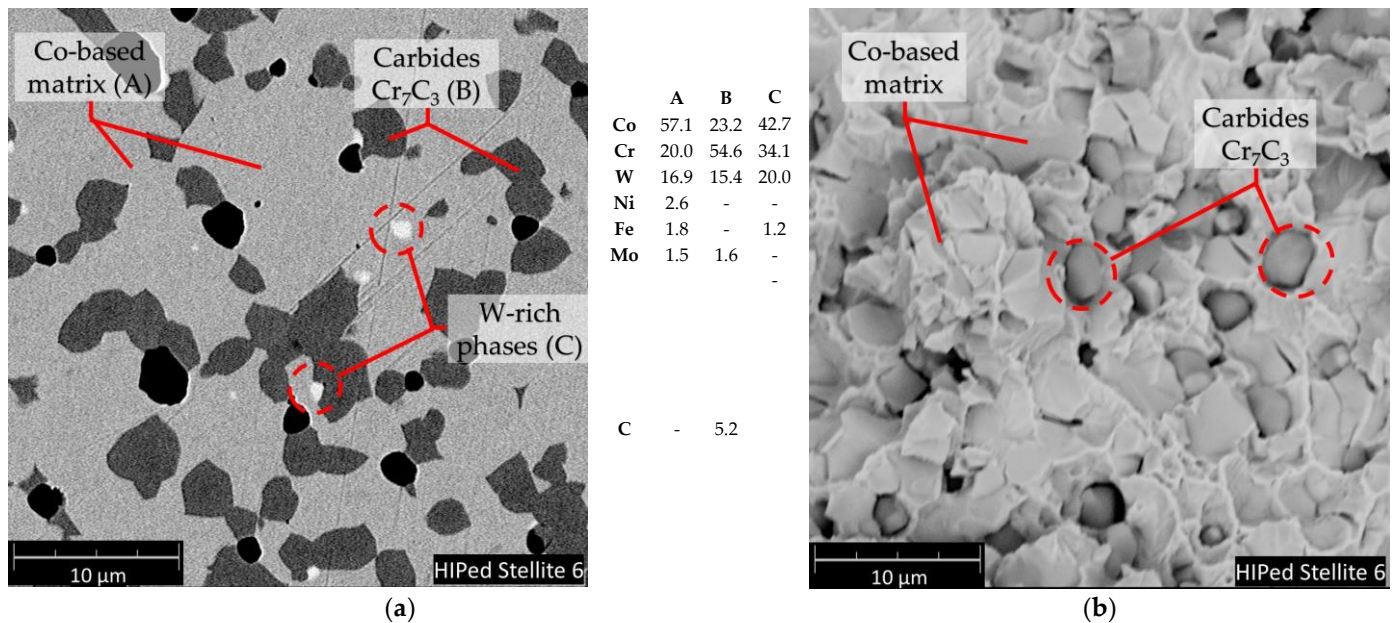 Co-based
matrix (A)
Carbides
Cr₇C₃ (B)
W-rich
phases (C)
10 μm
HIPed Stellite 6
(a)
A B C
Co 57.1 23.2 42.7
Cr 20.0 54.6 34.1
W 16.9 15.4 20.0
Ni 2.6 - -
Fe 1.8 - 1.2
Mo 1.5 1.6 -
-
C - 5.2
Co-based
matrix
Carbides
Cr₇C₃
10 μm
HIPed Stellite 6
(b)